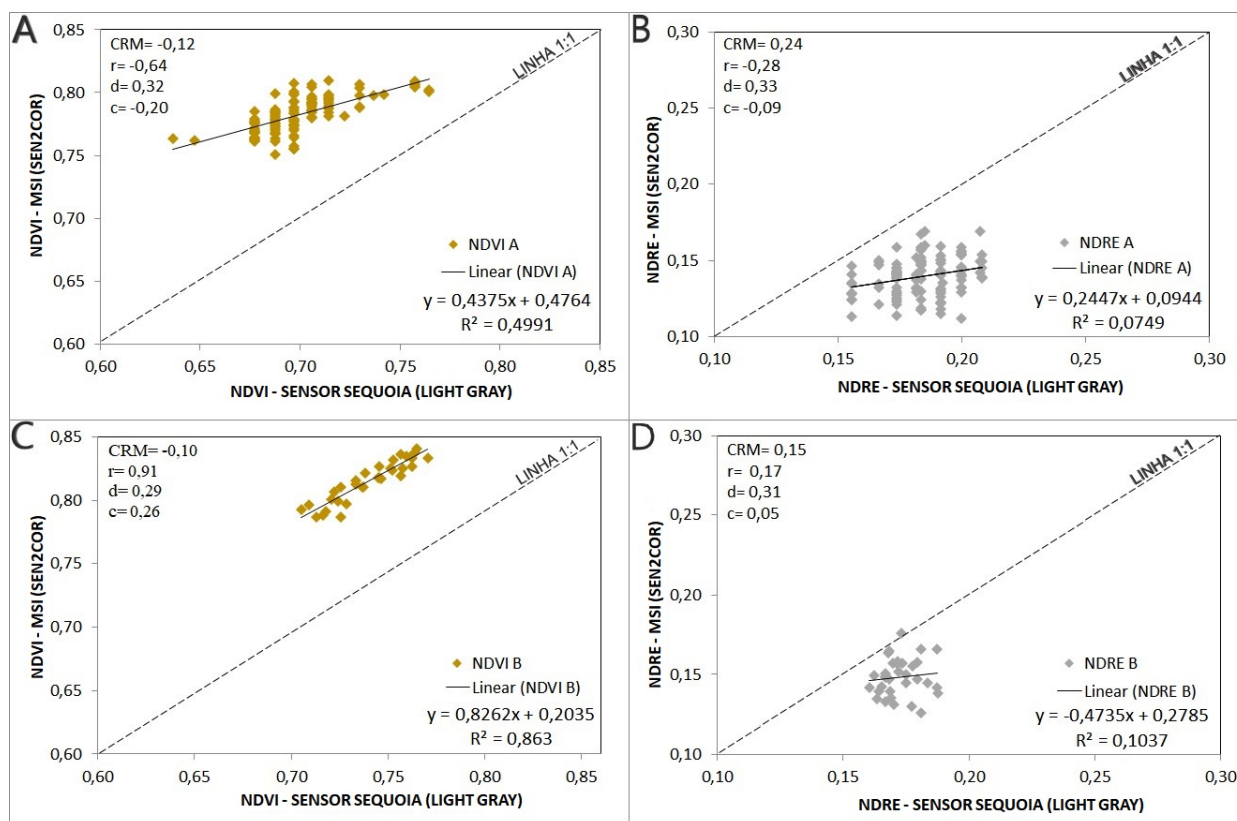 A
CRM= -0,12
r= -0,64
d= 0,32
c= -0,20
LINHA 1:1
0,85
0,80
0,75
0,70
0,65
0,60
NDVI - MSI (SEN2COR)
NDVI A
Linear (NDVI A)
y = 0,4375x + 0,4764
R² = 0,4991
0,60 0,65 0,70 0,75 0,80 0,85
NDVI - SENSOR SEQUOIA (LIGHT GRAY)
B
CRM= 0,24
r= -0,28
d= 0,33
c= -0,09
LINHA 1:1
0,30
0,25
0,20
0,15
0,10
NDRE - MSI (SEN2COR)
NDRE A
Linear (NDRE A)
y = 0,2447x + 0,0944
R² = 0,0749
0,10 0,15 0,20 0,25 0,30
NDRE - SENSOR SEQUOIA (LIGHT GRAY)
C
CRM= -0,10
r= 0,91
d= 0,29
c= 0,26
LINHA 1:1
0,85
0,80
0,75
0,70
0,65
0,60
NDVI - MSI (SEN2COR)
NDVI B
Linear (NDVI B)
y = 0,8262x + 0,2035
R² = 0,863
0,60 0,65 0,70 0,75 0,80 0,85
NDVI - SENSOR SEQUOIA (LIGHT GRAY)
D
CRM= 0,15
r= 0,17
d= 0,31
c= 0,05
LINHA 1:1
0,30
0,25
0,20
0,15
0,10
NDRE - MSI (SEN2COR)
NDRE B
Linear (NDRE B)
y = -0,4735x + 0,2785
R² = 0,1037
0,10 0,15 0,20 0,25 0,30
NDRE - SENSOR SEQUOIA (LIGHT GRAY)